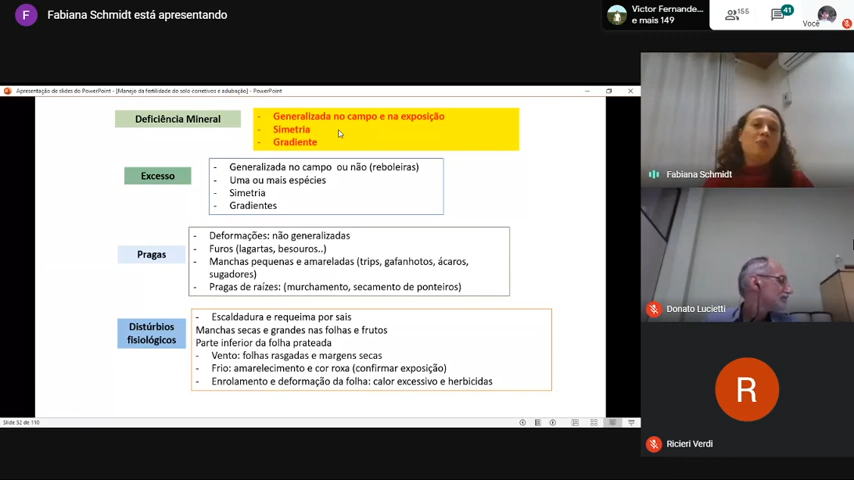 F Fabiana Schmidt está apresentando
Victor Fernande...
e mais 149
155
41
Você
Apresentação de slides do PowerPoint - [Manejo da fertilidade do solo corretivos e adubação] - PowerPoint
Deficiência Mineral
- Generalizada no campo e na exposição
- Simetria
- Gradiente
Excesso
- Generalizada no campo ou não (reboleiras)
- Uma ou mais espécies
- Simetria
- Gradientes
Pragas
- Deformações: não generalizadas
- Furos (lagartas, besouros..)
- Manchas pequenas e amareladas (trips, gafanhotos, ácaros,
sugadores)
- Pragas de raízes: (murchamento, secamento de ponteiros)
Distúrbios
fisiológicos
- Escaldadura e requeima por sais
Manchas secas e grandes nas folhas e frutos
Parte inferior da folha prateada
- Vento: folhas rasgadas e margens secas
- Frio: amarelecimento e cor roxa (confirmar exposição)
- Enrolamento e deformação da folha: calor excessivo e herbicidas
Slide 32 de 110
Fabiana Schmidt
Donato Lucietti
R
Ricieri Verdi